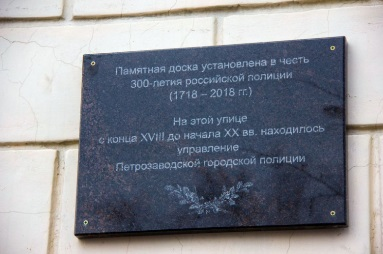 Памятная доска установлена в честь
300-летия российской полиции
(1718 – 2018 гг.)
На этой улице
с конца XVIII до начала XX вв. находилось
управление
Петрозаводской городской полиции